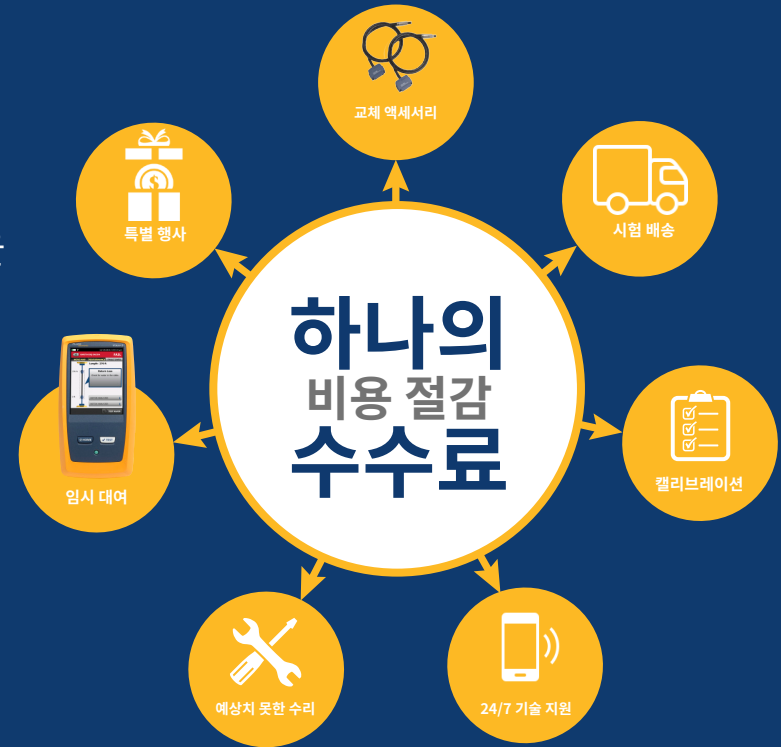 교체 액세서리
특별 행사
시험 배송
하나의
비용 절감
수수료
임시 대여
캘리브레이션
예상치 못한 수리
24/7 기술 지원